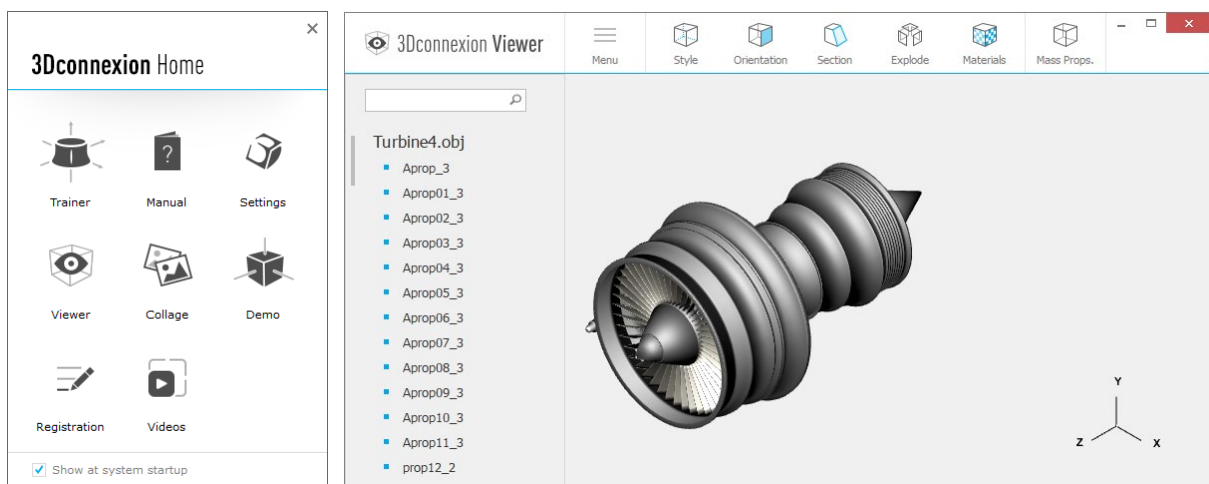 3Dconnexion Home
Trainer
Manual
Settings
Viewer
Collage
Demo
Registration
Videos
Show at system startup
3Dconnexion Viewer
Menu
Style
Orientation
Section
Explode
Materials
Mass Props.
Turbine4.obj
Aprop_3
Aprop01_3
Aprop02_3
Aprop03_3
Aprop04_3
Aprop05_3
Aprop06_3
Aprop07_3
Aprop08_3
Aprop09_3
Aprop10_3
Aprop11_3
prop12_2
Y
Z
X